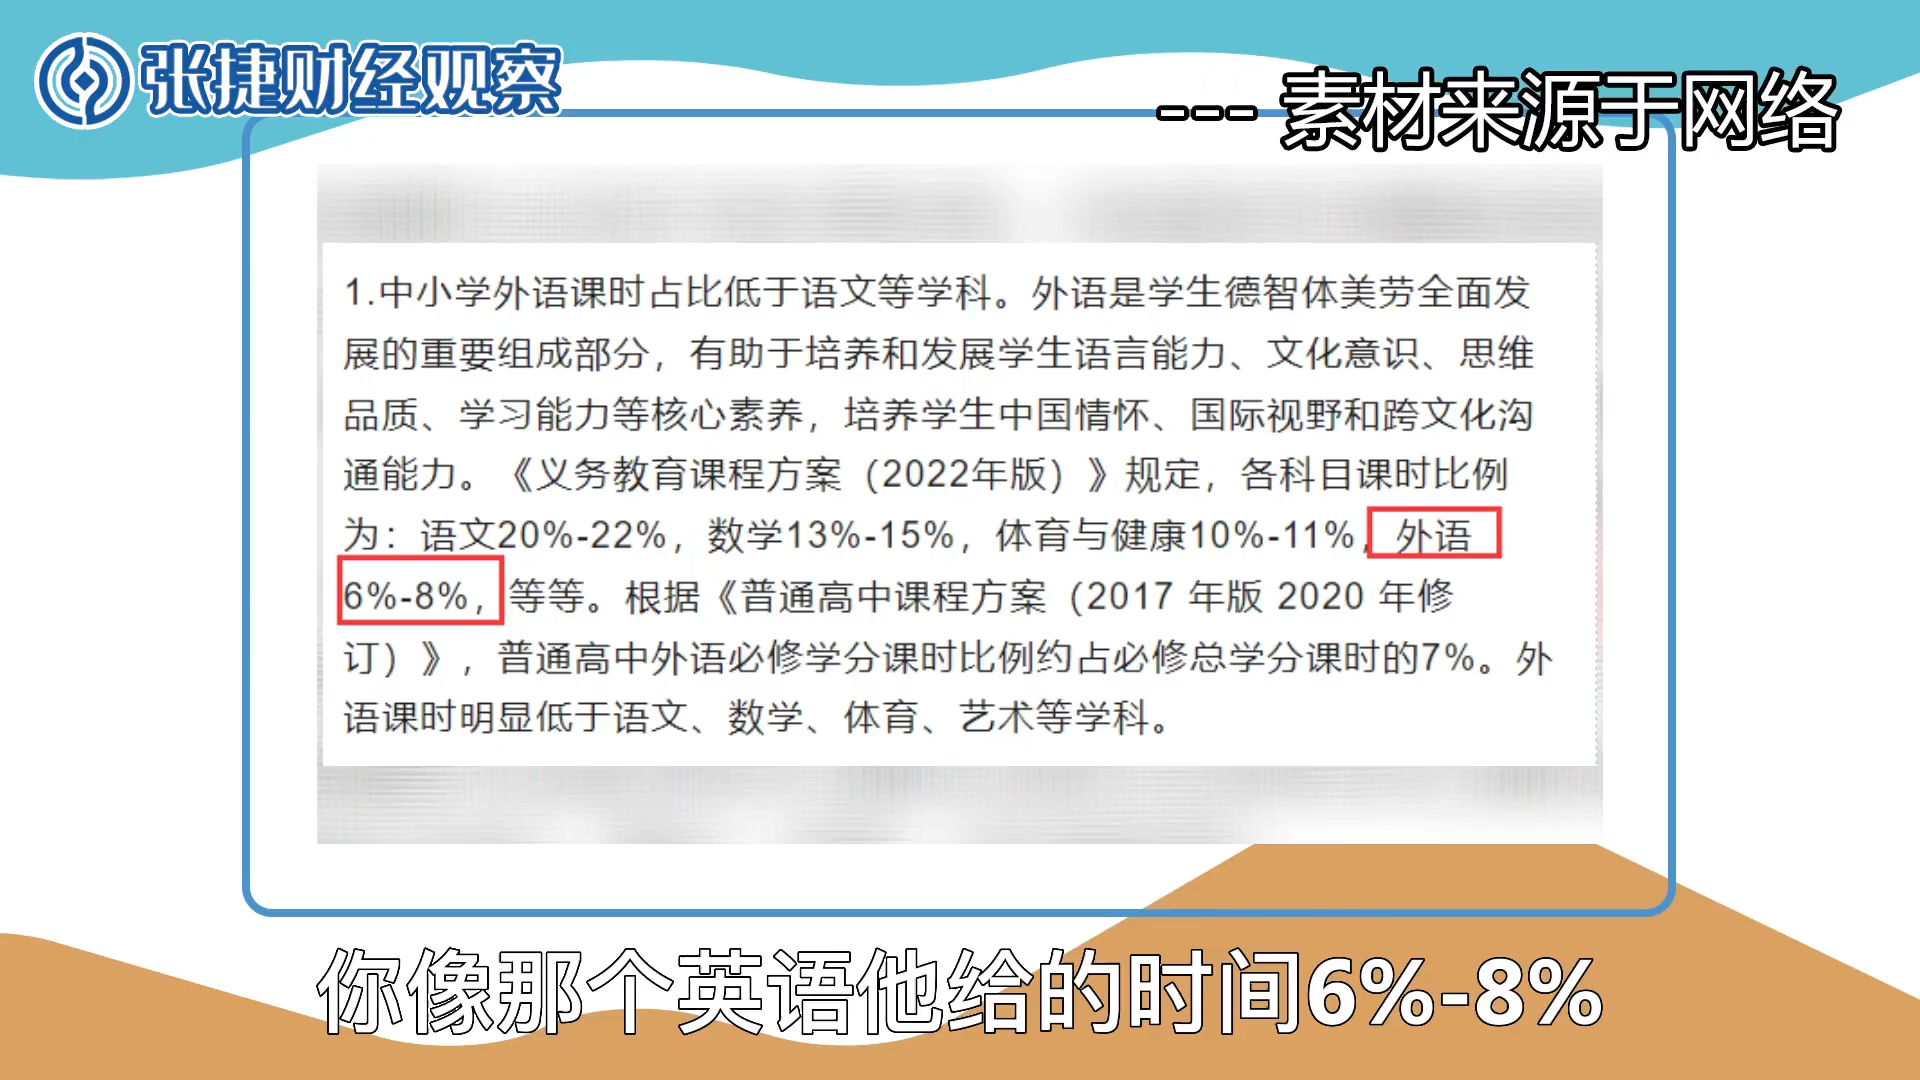 张捷财经观察
--- 素材来源于网络
1.中小学外语课时占比低于语文等学科。外语是学生德智体美劳全面发
展的重要组成部分，有助于培养和发展学生语言能力、文化意识、思维
品质、学习能力等核心素养，培养学生中国情怀、国际视野和跨文化沟
通能力。《义务教育课程方案（2022年版）》规定，各科目课时比例
为：语文20%-22%，数学13%-15%，体育与健康10%-11%，外语
6%-8%，等等。根据《普通高中课程方案（2017 年版 2020 年修
订）》，普通高中外语必修学分课时比例约占必修总学分课时的7%。外
语课时明显低于语文、数学、体育、艺术等学科。
你像那个英语他给的时间6%-8%